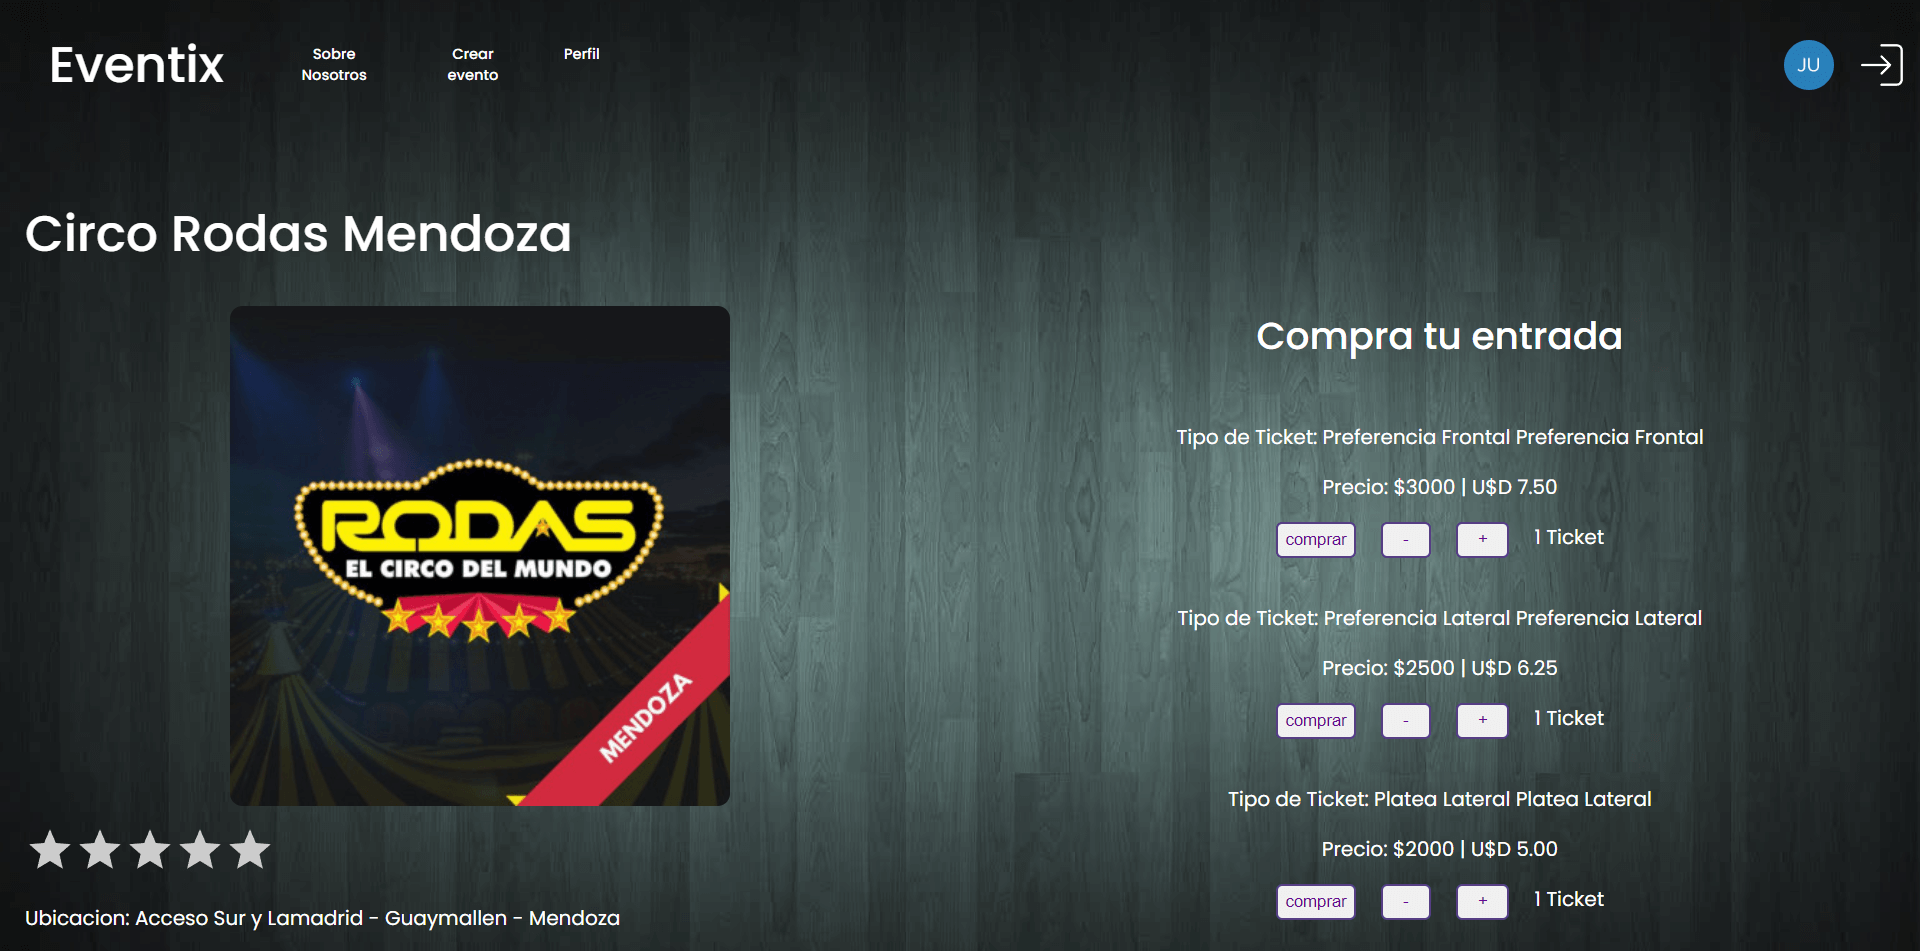 Eventix
Sobre
Nosotros
Crear
evento
Perfil
JU
Circo Rodas Mendoza
RODAS
EL CIRCO DEL MUNDO
MENDOZA
Ubicacion: Acceso Sur y Lamadrid - Guaymallen - Mendoza
Compra tu entrada
Tipo de Ticket: Preferencia Frontal Preferencia Frontal
Precio: $3000 | U$D 7.50
comprar - + 1 Ticket
Tipo de Ticket: Preferencia Lateral Preferencia Lateral
Precio: $2500 | U$D 6.25
comprar - + 1 Ticket
Tipo de Ticket: Platea Lateral Platea Lateral
Precio: $2000 | U$D 5.00
comprar - + 1 Ticket